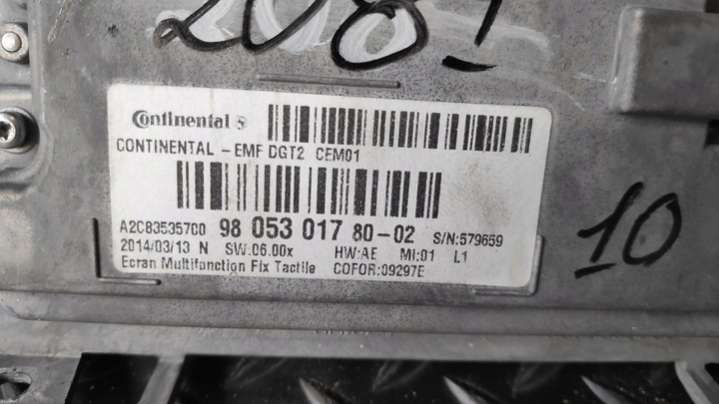 208!
Continental
CONTINENTAL - EMF DGT2 CEM01
A2C83535700 98 053 017 80-02 S/N:579659
2014/03/13 N SW:06.00x HW:AE MI:01 L1
Ecran Multifonction Fix Tactile COFOR:09297E
10